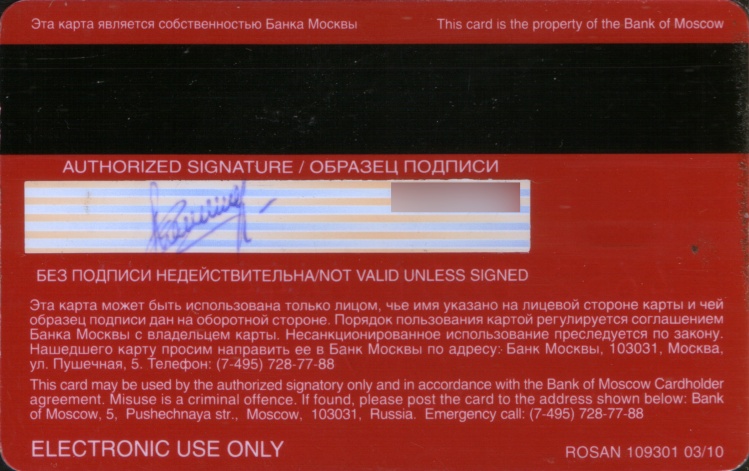 Эта карта является собственностью Банка Москвы
This card is the property of the Bank of Moscow
AUTHORIZED SIGNATURE / ОБРАЗЕЦ ПОДПИСИ
БЕЗ ПОДПИСИ НЕДЕЙСТВИТЕЛЬНА/NOT VALID UNLESS SIGNED
Эта карта может быть использована только лицом, чье имя указано на лицевой стороне карты и чей
образец подписи дан на оборотной стороне. Порядок пользования картой регулируется соглашением
Банка Москвы с владельцем карты. Несанкционированное использование преследуется по закону.
Нашедшего карту просим направить ее в Банк Москвы по адресу: Банк Москвы, 103031, Москва,
ул. Пушечная, 5. Телефон: (7-495) 728-77-88
This card may be used by the authorized signatory only and in accordance with the Bank of Moscow Cardholder
agreement. Misuse is a criminal offence. If found, please post the card to the address shown below: Bank
of Moscow, 5, Pushechnaya str., Moscow, 103031, Russia. Emergency call: (7-495) 728-77-88
ELECTRONIC USE ONLY
ROSAN 109301 03/10